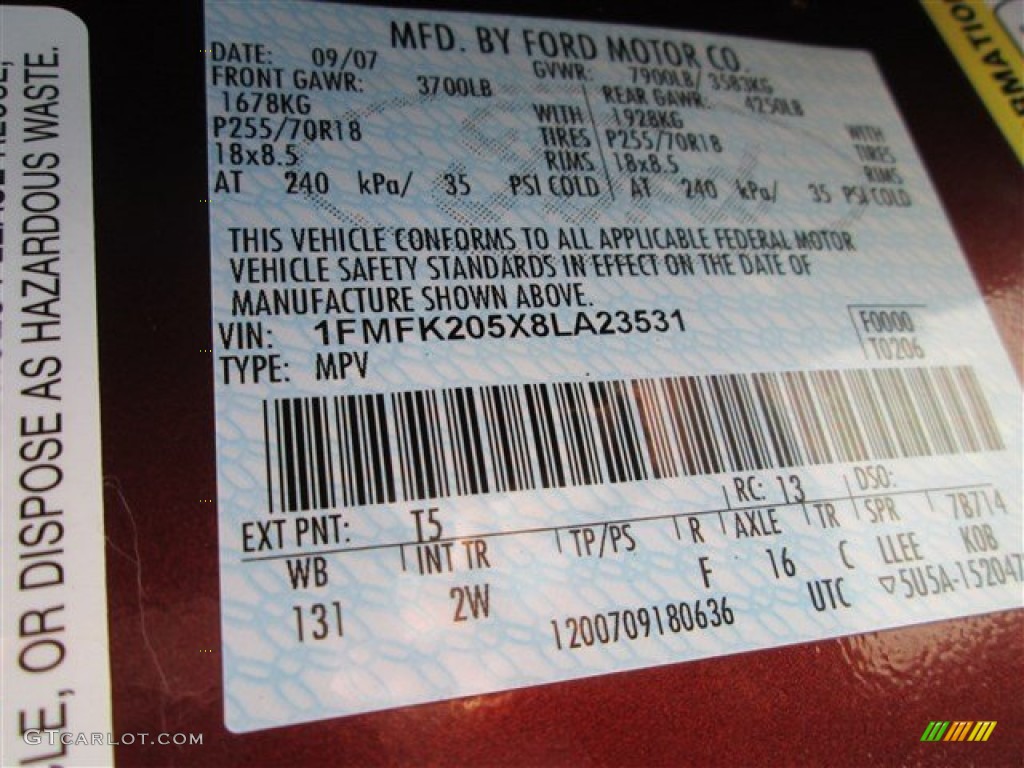 MFD. BY FORD MOTOR CO.
DATE: 09/07 GVWR: 7900LB/ 3583KG
FRONT GAWR: 3700LB REAR GAWR: 4250LB
1678KG WITH 1928KG WITH
P255/70R18 TIRES P255/70R18 TIRES
18x8.5 RIMS 18x8.5 RIMS
AT 240 kPa/ 35 PSI COLD AT 240 kPa/ 35 PSI COLD
THIS VEHICLE CONFORMS TO ALL APPLICABLE FEDERAL MOTOR
VEHICLE SAFETY STANDARDS IN EFFECT ON THE DATE OF
MANUFACTURE SHOWN ABOVE.
VIN: 1FMFK205X8LA23531 F0000
TYPE: MPV T0206
EXT PNT: T5 RC: 13 DSO:
WB INT TR TP/PS R AXLE TR SPR 7B714
131 2W F 16 C LLEE K0B
1200709180636 UTC ▽5U5A-152047
OR DISPOSE AS HAZARDOUS WASTE.
GTCARLOT.COM